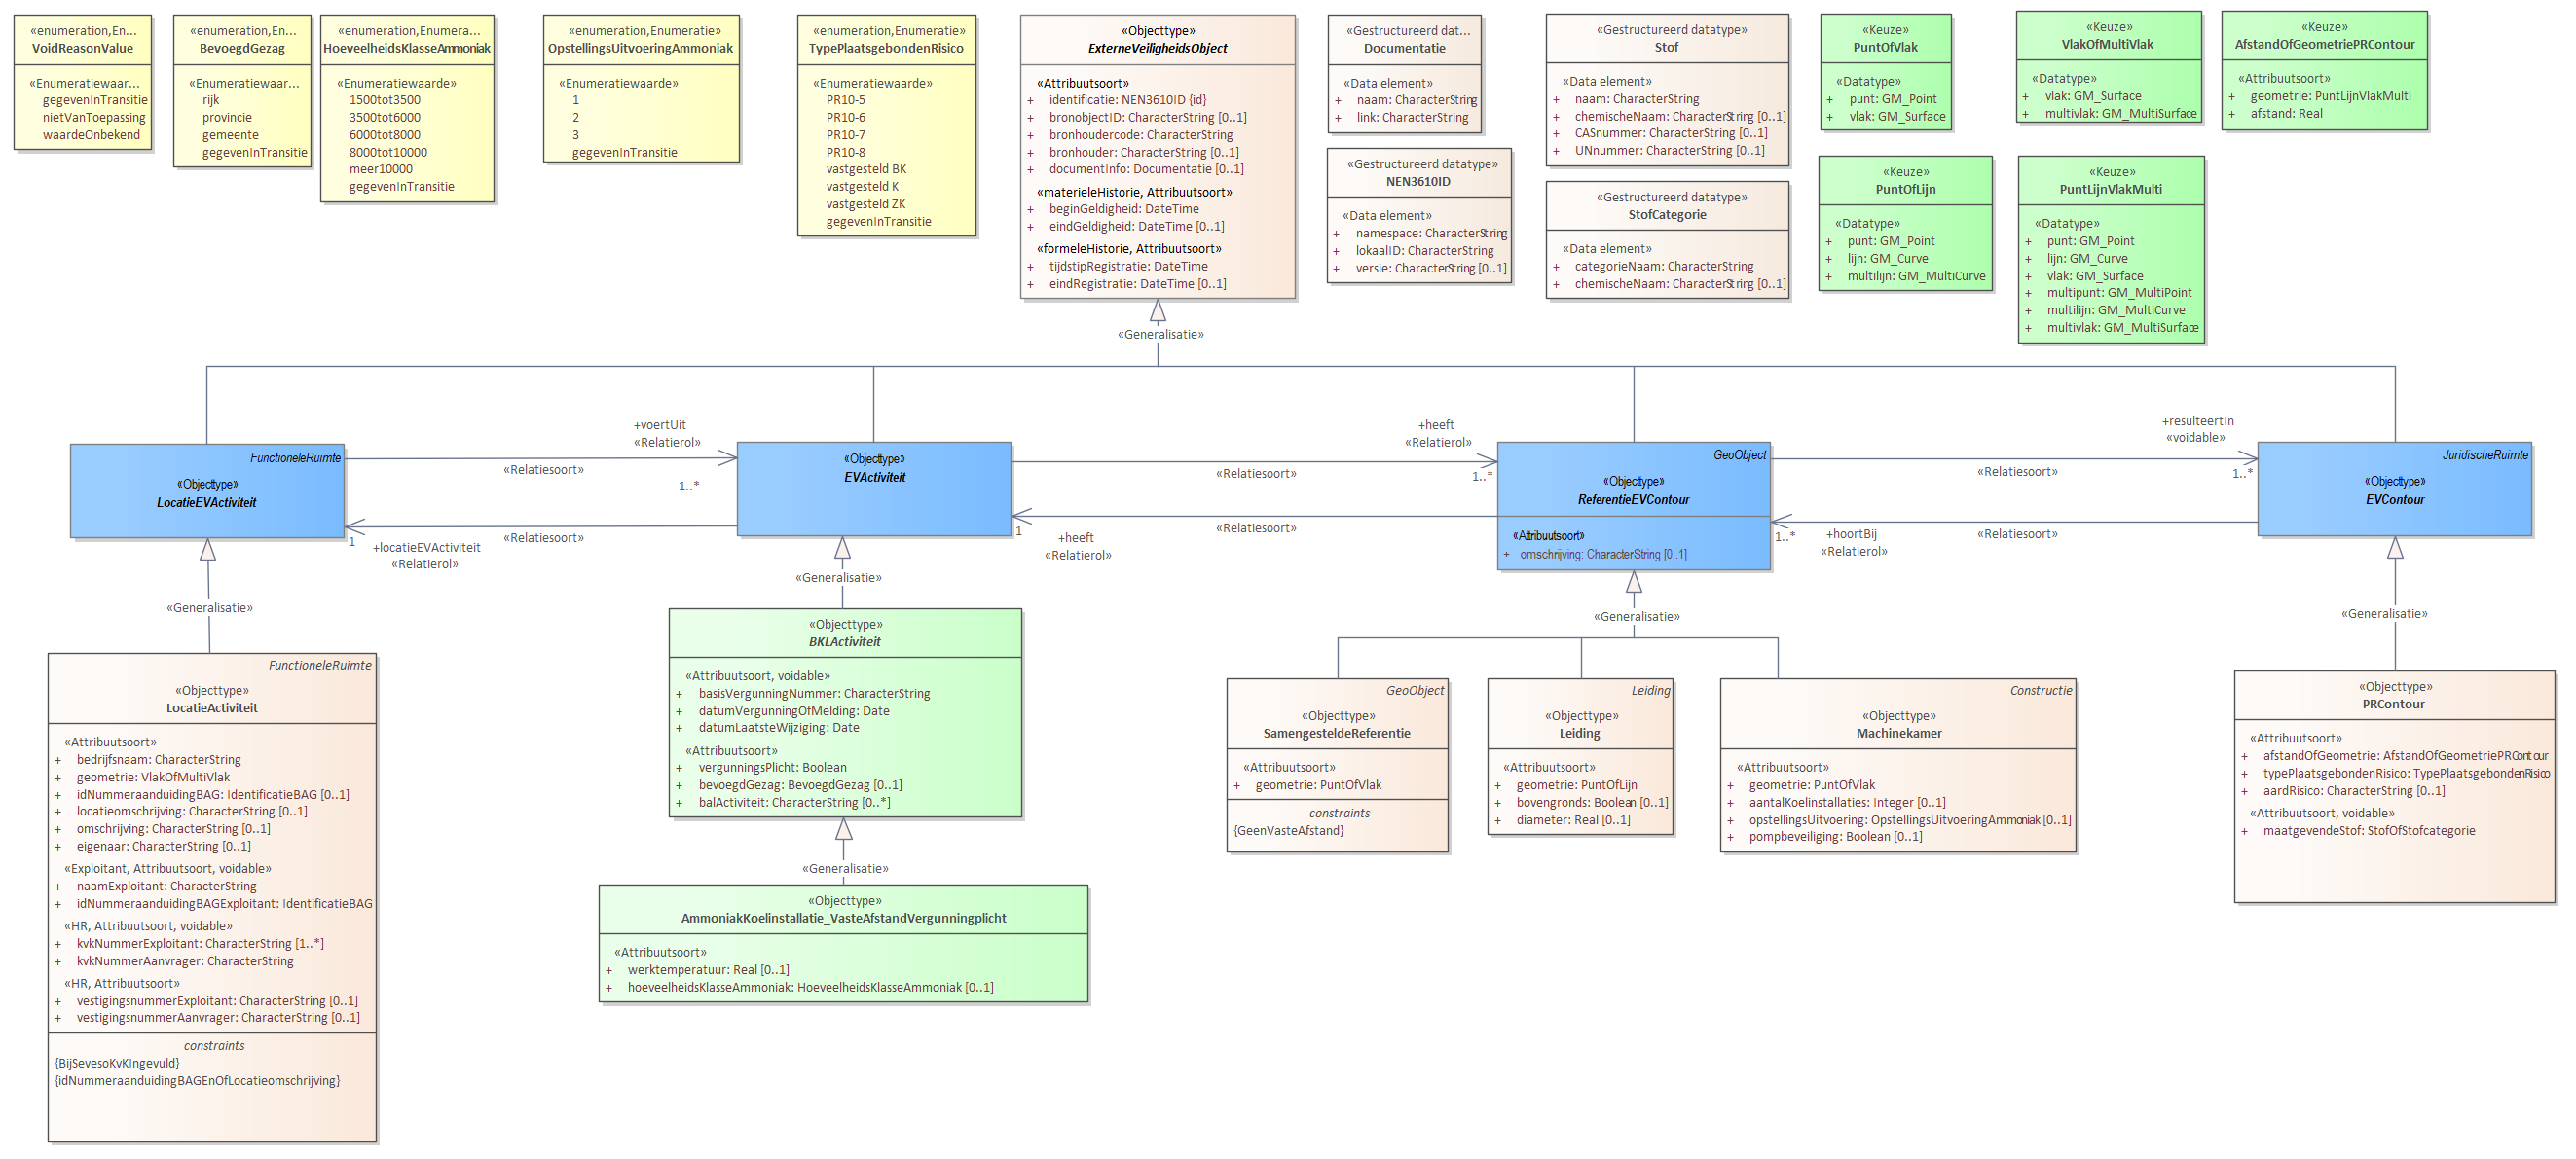 «enumeration,En...
VoidReasonValue
«Enumeratiewaar...
gegevenInTransitie
nietVanToepassing
waardeOnbekend
«enumeration,En...
BevoegdGezag
«Enumeratiewaar...
rijk
provincie
gemeente
gegevenInTransitie
«enumeration,Enumera...
HoeveelheidsKlasseAmmoniak
«Enumeratiewaarde»
1500tot3500
3500tot6000
6000tot8000
8000tot10000
meer10000
gegevenInTransitie
«enumeration,Enumeratie»
OpstellingsUitvoeringAmmoniak
«Enumeratiewaarde»
1
2
3
gegevenInTransitie
«enumeration,Enumeratie»
TypePlaatsgebondenRisico
«Enumeratiewaarde»
PR10-5
PR10-6
PR10-7
PR10-8
vastgesteld BK
vastgesteld K
vastgesteld ZK
gegevenInTransitie
«Objecttype»
ExterneVeiligheidsObject
«Attribuutsoort»
+ identificatie: NEN3610ID {id}
+ bronobjectID: CharacterString [0..1]
+ bronhoudercode: CharacterString
+ bronhouder: CharacterString [0..1]
+ documentInfo: Documentatie [0..1]
«materieleHistorie, Attribuutsoort»
+ beginGeldigheid: DateTime
+ eindGeldigheid: DateTime [0..1]
«formeleHistorie, Attribuutsoort»
+ tijdstipRegistratie: DateTime
+ eindRegistratie: DateTime [0..1]
«Gestructureerd dat...
Documentatie
«Data element»
+ naam: CharacterString
+ link: CharacterString
«Gestructureerd datatype»
NEN3610ID
«Data element»
+ namespace: CharacterString
+ lokaalID: CharacterString
+ versie: CharacterString [0..1]
«Gestructureerd datatype»
Stof
«Data element»
+ naam: CharacterString
+ chemischeNaam: CharacterString [0..1]
+ CASnummer: CharacterString [0..1]
+ UNnummer: CharacterString [0..1]
«Gestructureerd datatype»
StofCategorie
«Data element»
+ categorieNaam: CharacterString
+ chemischeNaam: CharacterString [0..1]
«Keuze»
PuntOfVlak
«Datatype»
+ punt: GM_Point
+ vlak: GM_Surface
«Keuze»
PuntOfLijn
«Datatype»
+ punt: GM_Point
+ lijn: GM_Curve
+ multilijn: GM_MultiCurve
«Keuze»
VlakOfMultiVlak
«Datatype»
+ vlak: GM_Surface
+ multivlak: GM_MultiSurface
«Keuze»
PuntLijnVlakMulti
«Datatype»
+ punt: GM_Point
+ lijn: GM_Curve
+ vlak: GM_Surface
+ multipunt: GM_MultiPoint
+ multilijn: GM_MultiCurve
+ multivlak: GM_MultiSurface
«Keuze»
AfstandOfGeometriePRContour
«Attribuutsoort»
+ geometrie: PuntLijnVlakMulti
+ afstand: Real
«Generalisatie»
FunctioneleRuimte
«Objecttype»
LocatieEVActiviteit
+voertUit
«Relatierol»
«Relatiesoort»
1..*
1
+locatieEVActiviteit
«Relatierol»
«Relatiesoort»
«Objecttype»
EVActiviteit
+heeft
«Relatierol»
«Relatiesoort»
1..*
1
+heeft
«Relatierol»
«Relatiesoort»
GeoObject
«Objecttype»
ReferentieEVContour
«Attribuutsoort»
+ omschrijving: CharacterString [0..1]
+resulteertIn
«voidable»
«Relatiesoort»
1..*
1..*
+hoortBij
«Relatierol»
«Relatiesoort»
JuridischeRuimte
«Objecttype»
EVContour
«Generalisatie»
«Generalisatie»
«Generalisatie»
«Generalisatie»
FunctioneleRuimte
«Objecttype»
LocatieActiviteit
«Attribuutsoort»
+ bedrijfsnaam: CharacterString
+ geometrie: VlakOfMultiVlak
+ idNummeraanduidingBAG: IdentificatieBAG [0..1]
+ locatieomschrijving: CharacterString [0..1]
+ omschrijving: CharacterString [0..1]
+ eigenaar: CharacterString [0..1]
«Exploitant, Attribuutsoort, voidable»
+ naamExploitant: CharacterString
+ idNummeraanduidingBAGExploitant: IdentificatieBAG
«HR, Attribuutsoort, voidable»
+ kvkNummerExploitant: CharacterString [1..*]
+ kvkNummerAanvrager: CharacterString
«HR, Attribuutsoort»
+ vestigingsnummerExploitant: CharacterString [0..1]
+ vestigingsnummerAanvrager: CharacterString [0..1]
constraints
{BijSevesoKvKIngevuld}
{idNummeraanduidingBAGEnOfLocatieomschrijving}
«Objecttype»
BKLActiviteit
«Attribuutsoort, voidable»
+ basisVergunningNummer: CharacterString
+ datumVergunningOfMelding: Date
+ datumLaatsteWijziging: Date
«Attribuutsoort»
+ vergunningsPlicht: Boolean
+ bevoegdGezag: BevoegdGezag [0..1]
+ balActiviteit: CharacterString [0..*]
«Generalisatie»
«Objecttype»
AmmoniakKoelinstallatie_VasteAfstandVergunningplicht
«Attribuutsoort»
+ werktemperatuur: Real [0..1]
+ hoeveelheidsKlasseAmmoniak: HoeveelheidsKlasseAmmoniak [0..1]
GeoObject
«Objecttype»
SamengesteldeReferentie
«Attribuutsoort»
+ geometrie: PuntOfVlak
constraints
{GeenVasteAfstand}
Leiding
«Objecttype»
Leiding
«Attribuutsoort»
+ geometrie: PuntOfLijn
+ bovengronds: Boolean [0..1]
+ diameter: Real [0..1]
Constructie
«Objecttype»
Machinekamer
«Attribuutsoort»
+ geometrie: PuntOfVlak
+ aantalKoelinstallaties: Integer [0..1]
+ opstellingsUitvoering: OpstellingsUitvoeringAmmoniak [0..1]
+ pompbeveiliging: Boolean [0..1]
«Objecttype»
PRContour
«Attribuutsoort»
+ afstandOfGeometrie: AfstandOfGeometriePRContour
+ typePlaatsgebondenRisico: TypePlaatsgebondenRisico
+ aardRisico: CharacterString [0..1]
«Attribuutsoort, voidable»
+ maatgevendeStof: StofOfStofcategorie